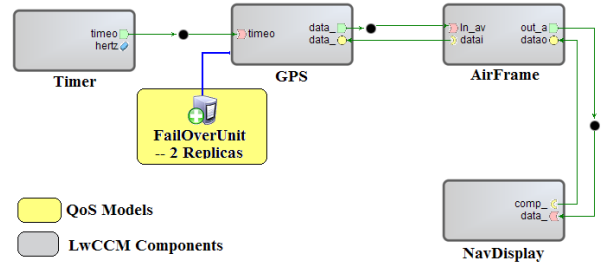 timeo
hertz
Timer
timeo
data_
data_
GPS
In_av
datai
out_a
datao
AirFrame
FailOverUnit
-- 2 Replicas
comp_
data_
NavDisplay
QoS Models
LwCCM Components